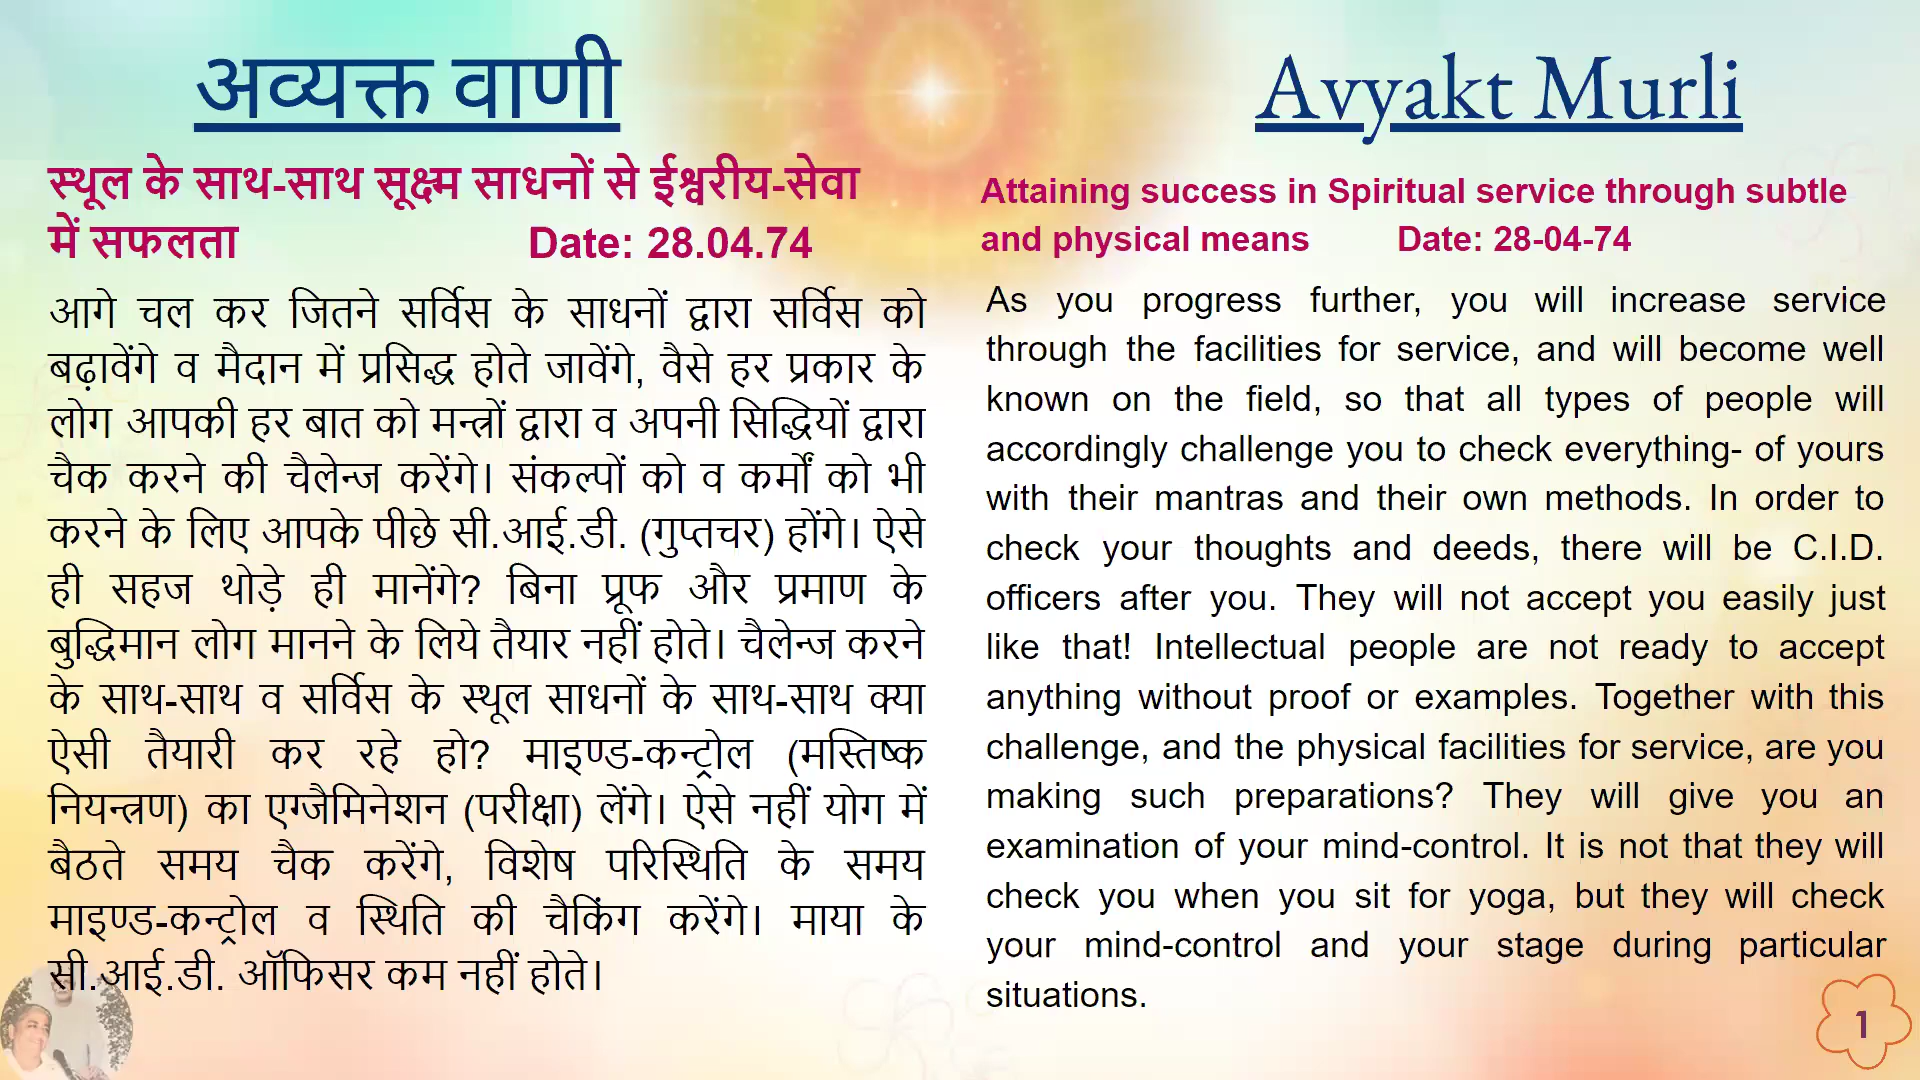 अव्यक्त वाणी
स्थूल के साथ-साथ सूक्ष्म साधनों से ईश्वरीय-सेवा
में सफलता Date: 28.04.74
आगे चल कर जितने सर्विस के साधनों द्वारा सर्विस को
बढ़ावेंगे व मैदान में प्रसिद्ध होते जावेंगे, वैसे हर प्रकार के
लोग आपकी हर बात को मन्त्रों द्वारा व अपनी सिद्धियों द्वारा
चैक करने की चैलेन्ज करेंगे। संकल्पों को व कर्मों को भी
करने के लिए आपके पीछे सी.आई.डी. (गुप्तचर) होंगे। ऐसे
ही सहज थोड़े ही मानेंगे? बिना प्रूफ और प्रमाण के
बुद्धिमान लोग मानने के लिये तैयार नहीं होते। चैलेन्ज करने
के साथ-साथ व सर्विस के स्थूल साधनों के साथ-साथ क्या
ऐसी तैयारी कर रहे हो? माइण्ड-कन्ट्रोल (मस्तिष्क
नियन्त्रण) का एग्जैमिनेशन (परीक्षा) लेंगे। ऐसे नहीं योग में
बैठते समय चैक करेंगे, विशेष परिस्थिति के समय
माइण्ड-कन्ट्रोल व स्थिति की चैकिंग करेंगे। माया के
सी.आई.डी. ऑफिसर कम नहीं होते।
Avyakt Murli
Attaining success in Spiritual service through subtle
and physical means Date: 28-04-74
As you progress further, you will increase service
through the facilities for service, and will become well
known on the field, so that all types of people will
accordingly challenge you to check everything- of yours
with their mantras and their own methods. In order to
check your thoughts and deeds, there will be C.I.D.
officers after you. They will not accept you easily just
like that! Intellectual people are not ready to accept
anything without proof or examples. Together with this
challenge, and the physical facilities for service, are you
making such preparations? They will give you an
examination of your mind-control. It is not that they will
check you when you sit for yoga, but they will check
your mind-control and your stage during particular
situations.
1